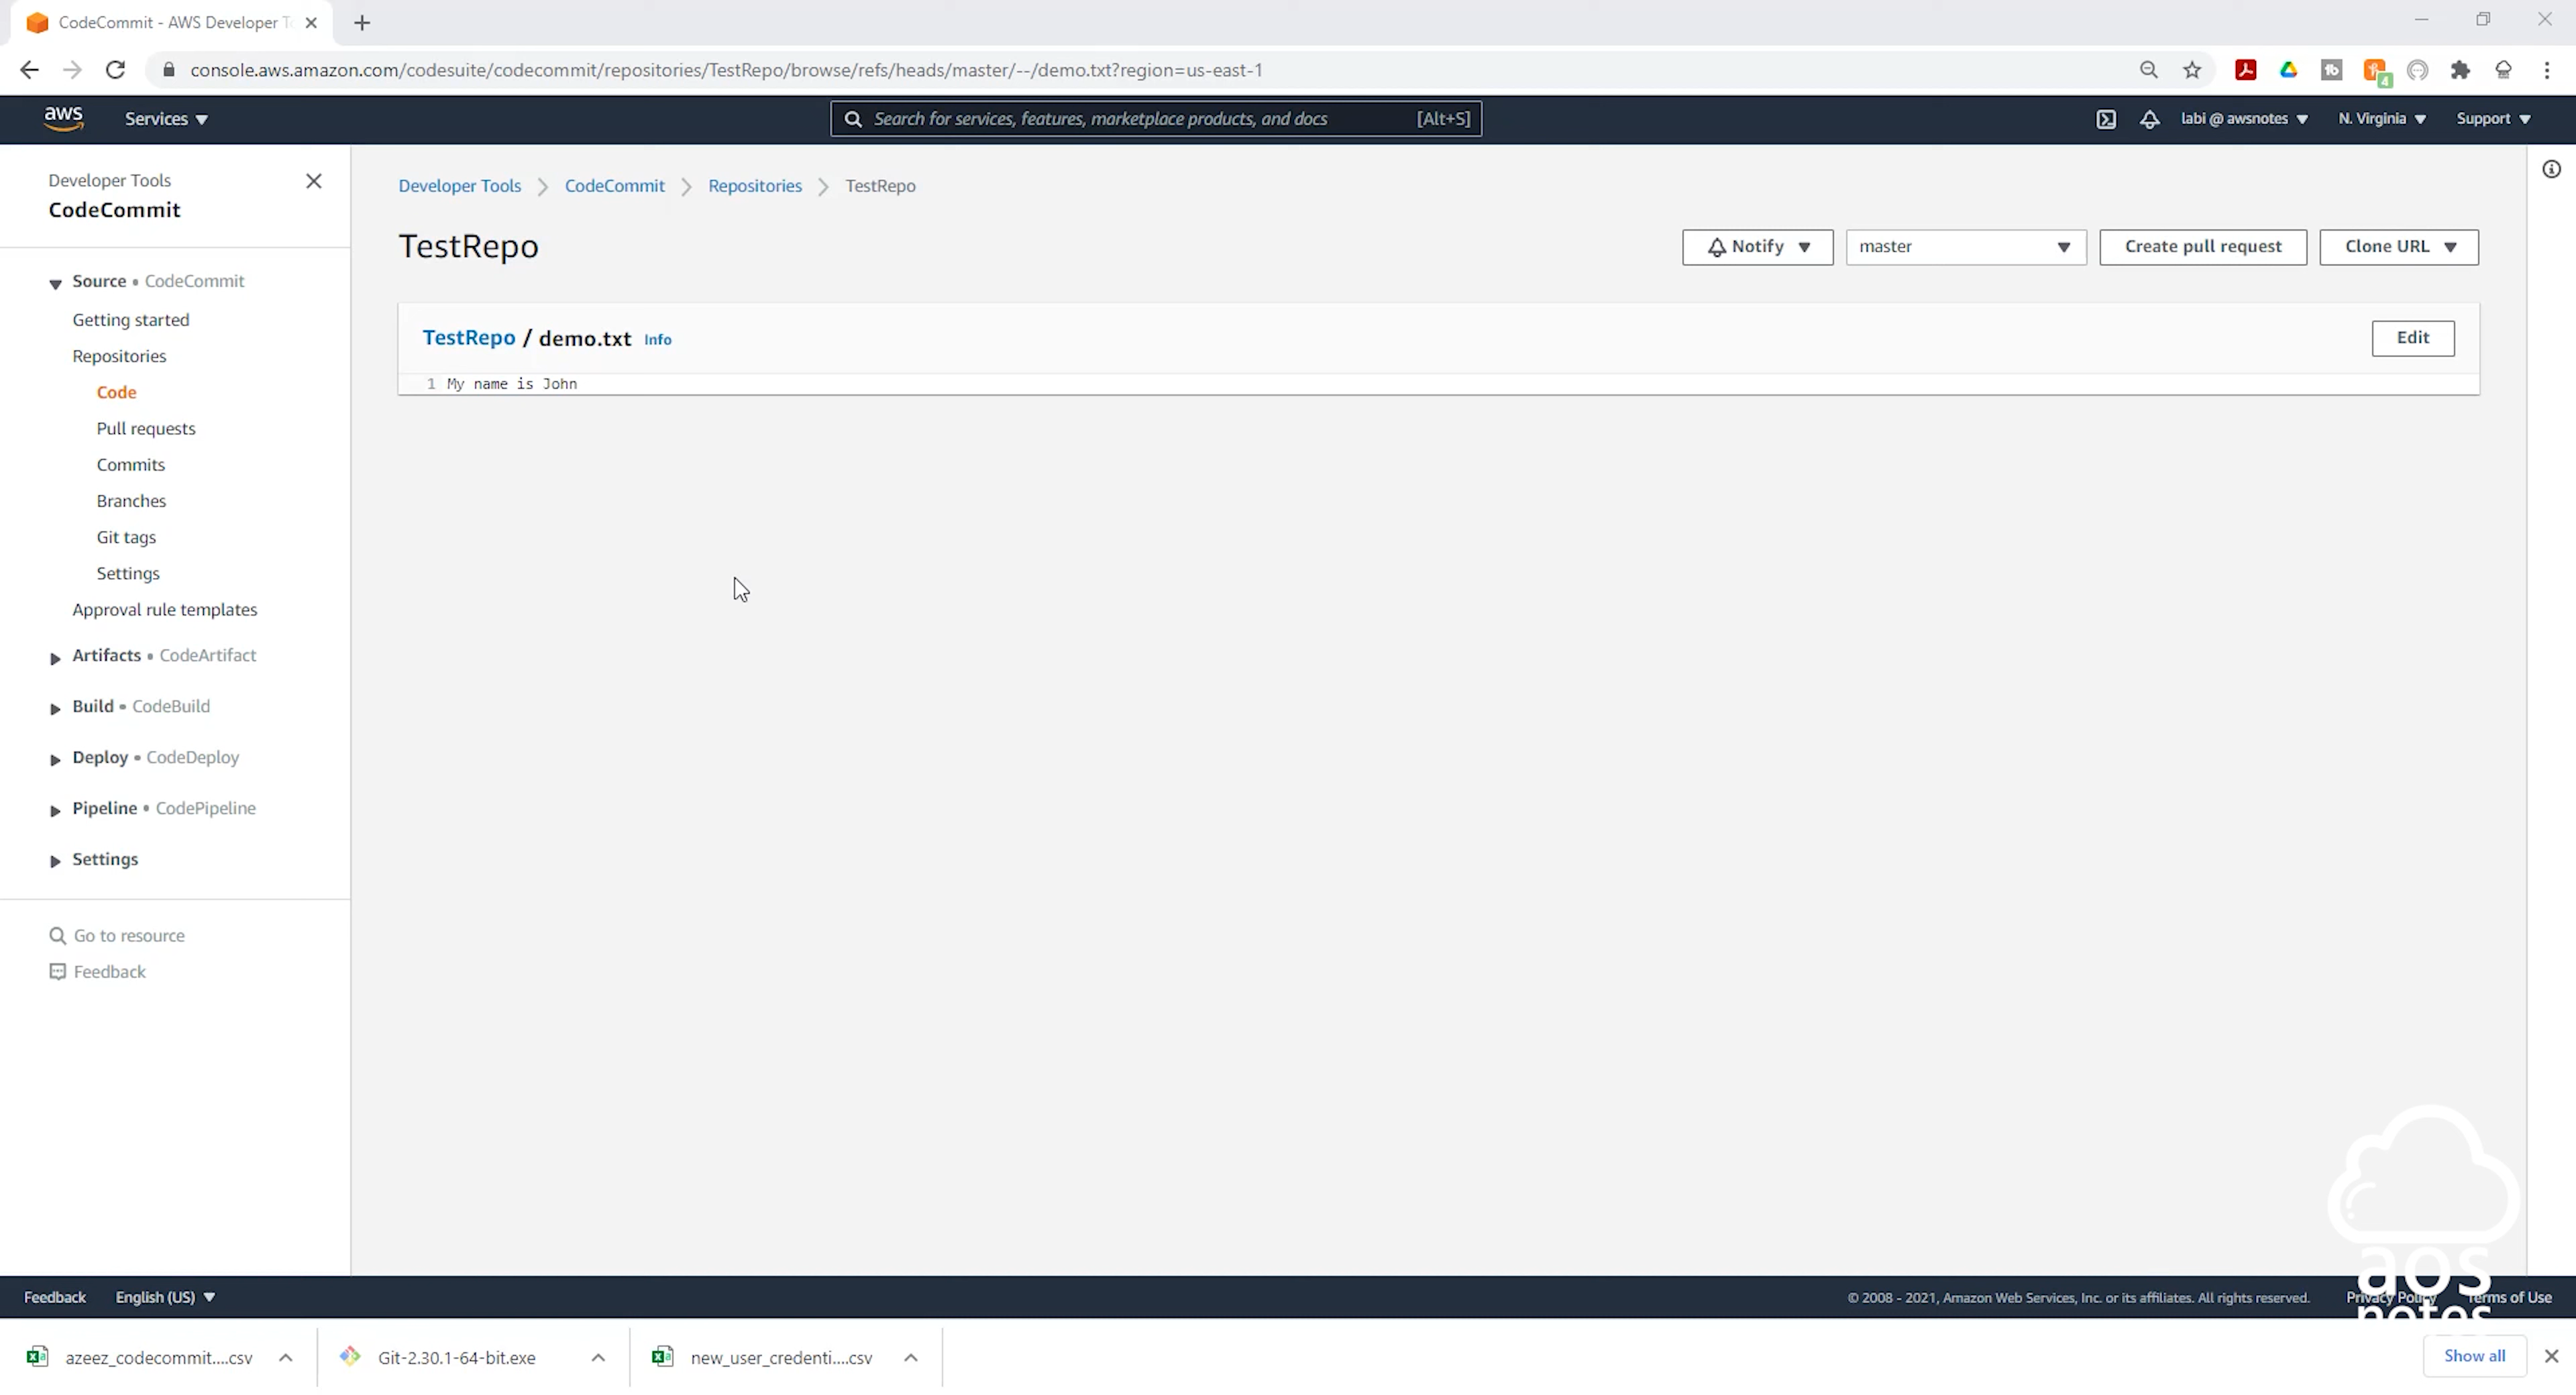 CodeCommit - AWS Developer To
console.aws.amazon.com/codesuite/codecommit/repositories/TestRepo/browse/refs/heads/master/--/demo.txt?region=us-east-1
4
aws
Services
Search for services, features, marketplace products, and docs
[Alt+S]
labi @ awsnotes
N. Virginia
Support
Developer Tools
CodeCommit
Source • CodeCommit
Getting started
Repositories
Code
Pull requests
Commits
Branches
Git tags
Settings
Approval rule templates
Artifacts • CodeArtifact
Build • CodeBuild
Deploy • CodeDeploy
Pipeline • CodePipeline
Settings
Go to resource
Feedback
Developer Tools
CodeCommit
Repositories
TestRepo
TestRepo
Notify
master
Create pull request
Clone URL
TestRepo / demo.txt Info
Edit
1 My name is John
aos
notes
Feedback
English (US)
© 2008 - 2021, Amazon Web Services, Inc. or its affiliates. All rights reserved.
Privacy Policy
Terms of Use
azeez_codecommit....csv
Git-2.30.1-64-bit.exe
new_user_credenti....csv
Show all